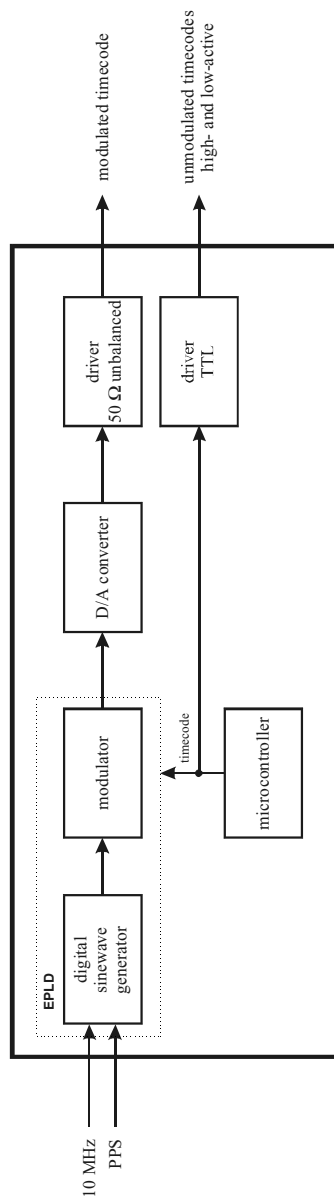 10 MHz
PPS
EPLD
digital
sinewave
generator
modulator
D/A converter
driver
50 Ω unbalanced
modulated timecode
timecode
microcontroller
driver
TTL
unmodulated timecodes
high- and low-active